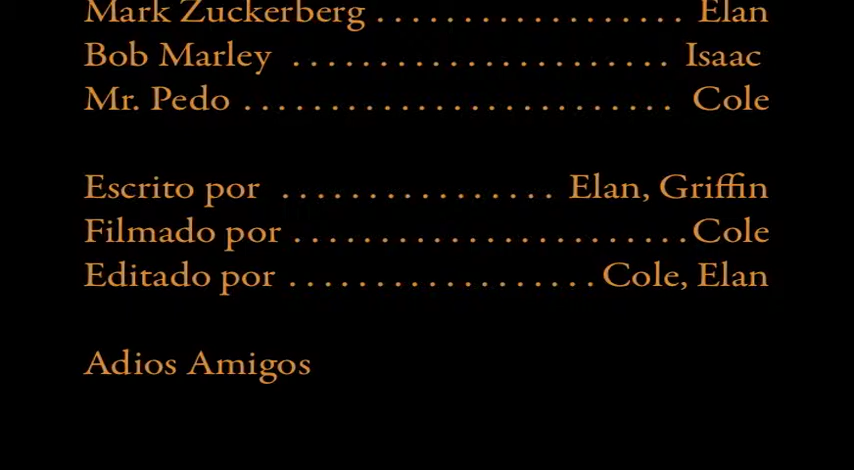 Mark Zuckerberg . . . . . . . . . . . . . . . . . . Elan
Bob Marley . . . . . . . . . . . . . . . . . . . . . . Isaac
Mr. Pedo . . . . . . . . . . . . . . . . . . . . . . . . . Cole
Escrito por . . . . . . . . . . . . . . . . Elan, Griffin
Filmado por . . . . . . . . . . . . . . . . . . . . . . . Cole
Editado por . . . . . . . . . . . . . . . . . . Cole, Elan
Adios Amigos